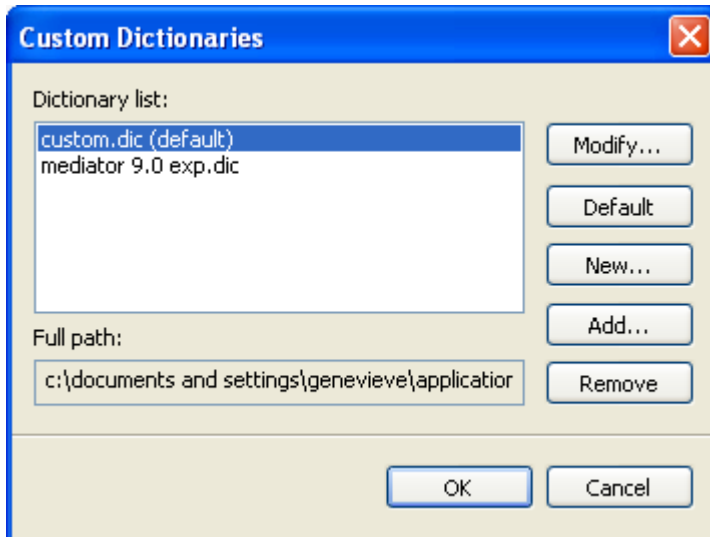 Custom Dictionaries
Dictionary list:
custom.dic (default)
mediator 9.0 exp.dic
Modify...
Default
New...
Add...
Full path:
c:\documents and settings\genevieve\application
Remove
OK
Cancel